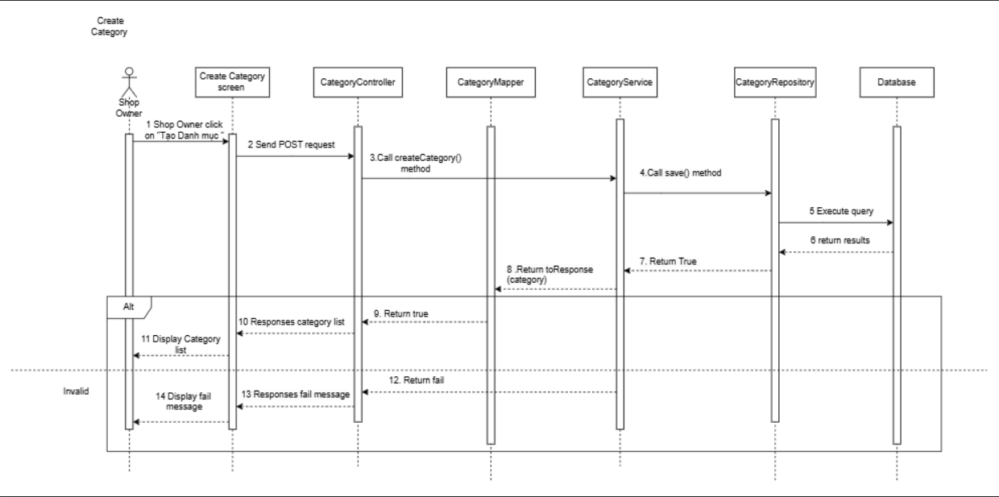 Create
Category
Shop
Owner
Create Category
screen
CategoryController
CategoryMapper
CategoryService
CategoryRepository
Database
1 Shop Owner click
on "Tạo Danh mục "
2 Send POST request
3.Call createCategory()
method
4.Call save() method
5 Execute query
6 return results
7. Return True
8 .Return toResponse
(category)
Alt
9. Return true
10 Responses category list
11 Display Category
list
12. Return fail
Invalid
13 Responses fail message
14 Display fail
message